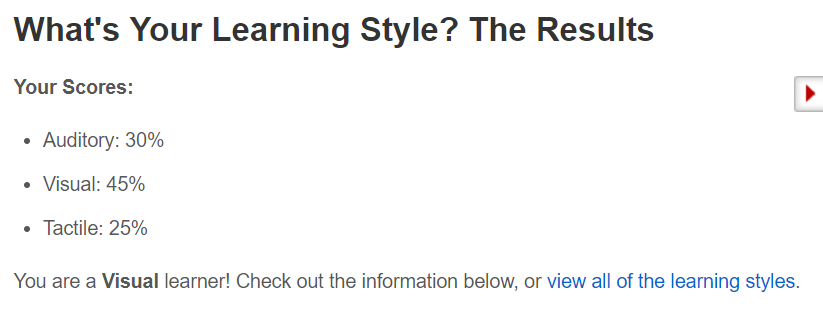 What's Your Learning Style? The Results
Your Scores:
• Auditory: 30%
• Visual: 45%
• Tactile: 25%
You are a Visual learner! Check out the information below, or view all of the learning styles.